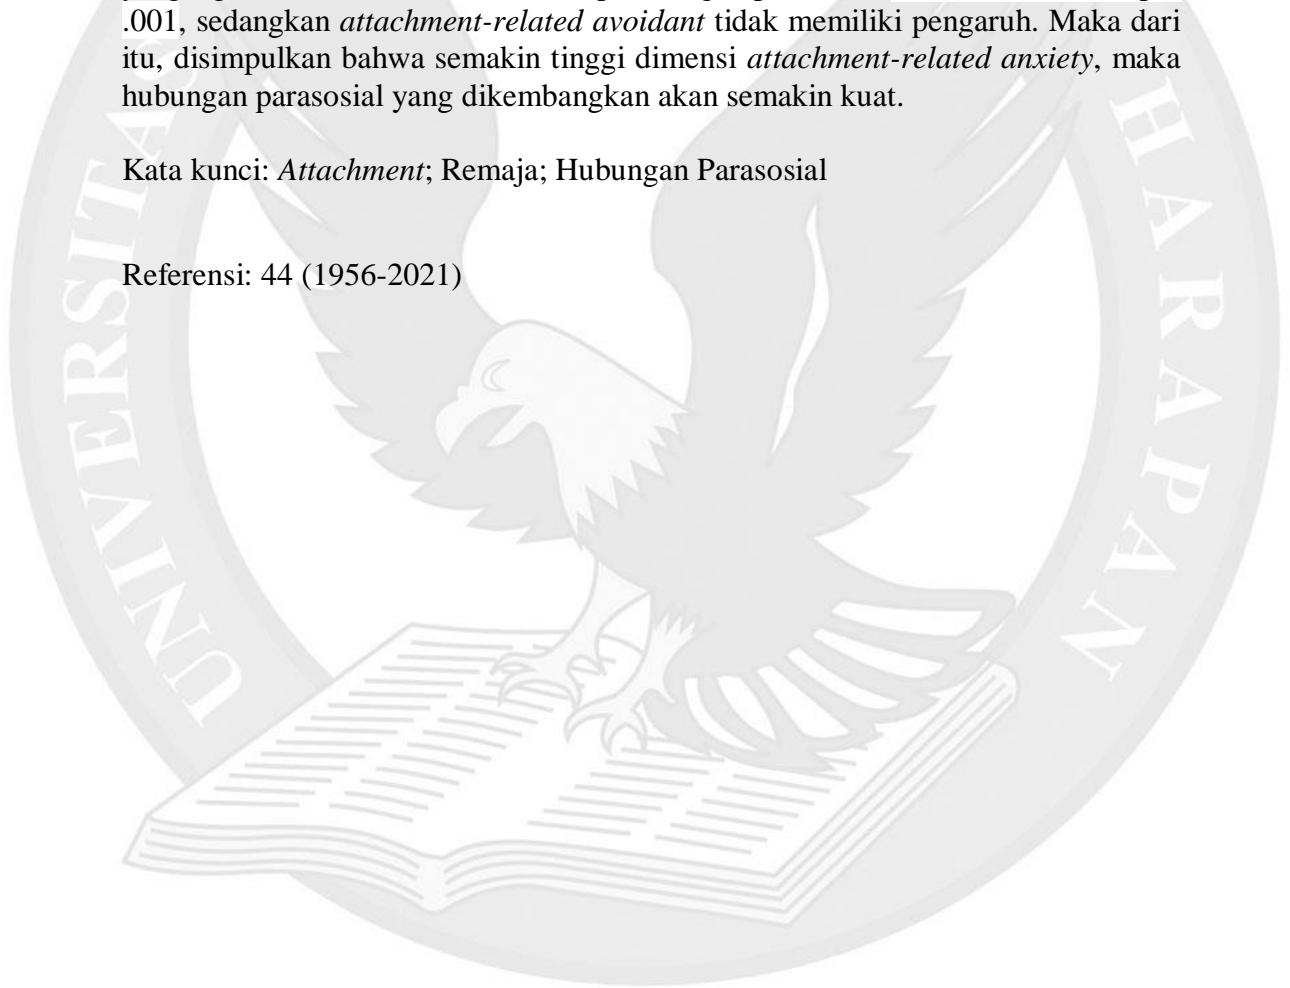 .001, sedangkan attachment-related avoidant tidak memiliki pengaruh. Maka dari
itu, disimpulkan bahwa semakin tinggi dimensi attachment-related anxiety, maka
hubungan parasosial yang dikembangkan akan semakin kuat.
Kata kunci: Attachment; Remaja; Hubungan Parasosial
Referensi: 44 (1956-2021)
UNIVERSITAS
HARAPAN